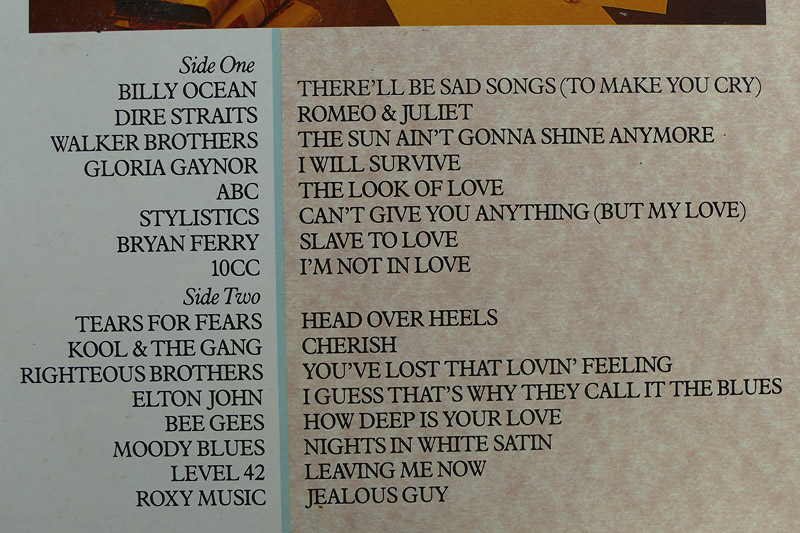 Side One
BILLY OCEAN THERE'LL BE SAD SONGS (TO MAKE YOU CRY)
DIRE STRAITS ROMEO & JULIET
WALKER BROTHERS THE SUN AIN'T GONNA SHINE ANYMORE
GLORIA GAYNOR I WILL SURVIVE
ABC THE LOOK OF LOVE
STYLISTICS CAN'T GIVE YOU ANYTHING (BUT MY LOVE)
BRYAN FERRY SLAVE TO LOVE
10CC I'M NOT IN LOVE
Side Two
TEARS FOR FEARS HEAD OVER HEELS
KOOL & THE GANG CHERISH
RIGHTEOUS BROTHERS YOU'VE LOST THAT LOVIN' FEELING
ELTON JOHN I GUESS THAT'S WHY THEY CALL IT THE BLUES
BEE GEES HOW DEEP IS YOUR LOVE
MOODY BLUES NIGHTS IN WHITE SATIN
LEVEL 42 LEAVING ME NOW
ROXY MUSIC JEALOUS GUY